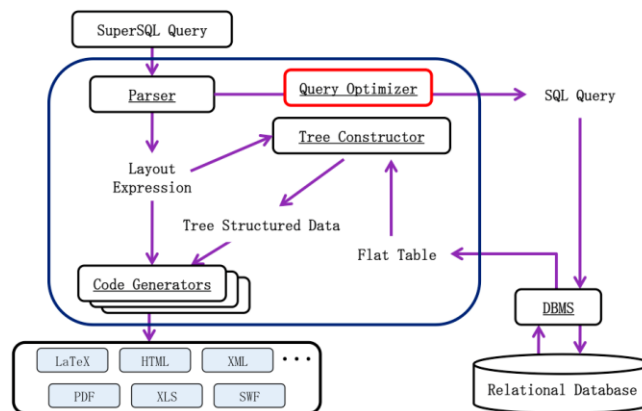 SuperSQL Query
Parser
Query Optimizer
SQL Query
Tree Constructor
Layout
Expression
Tree Structured Data
Flat Table
Code Generators
DBMS
LaTeX
HTML
XML
• • •
PDF
XLS
SWF
Relational Database